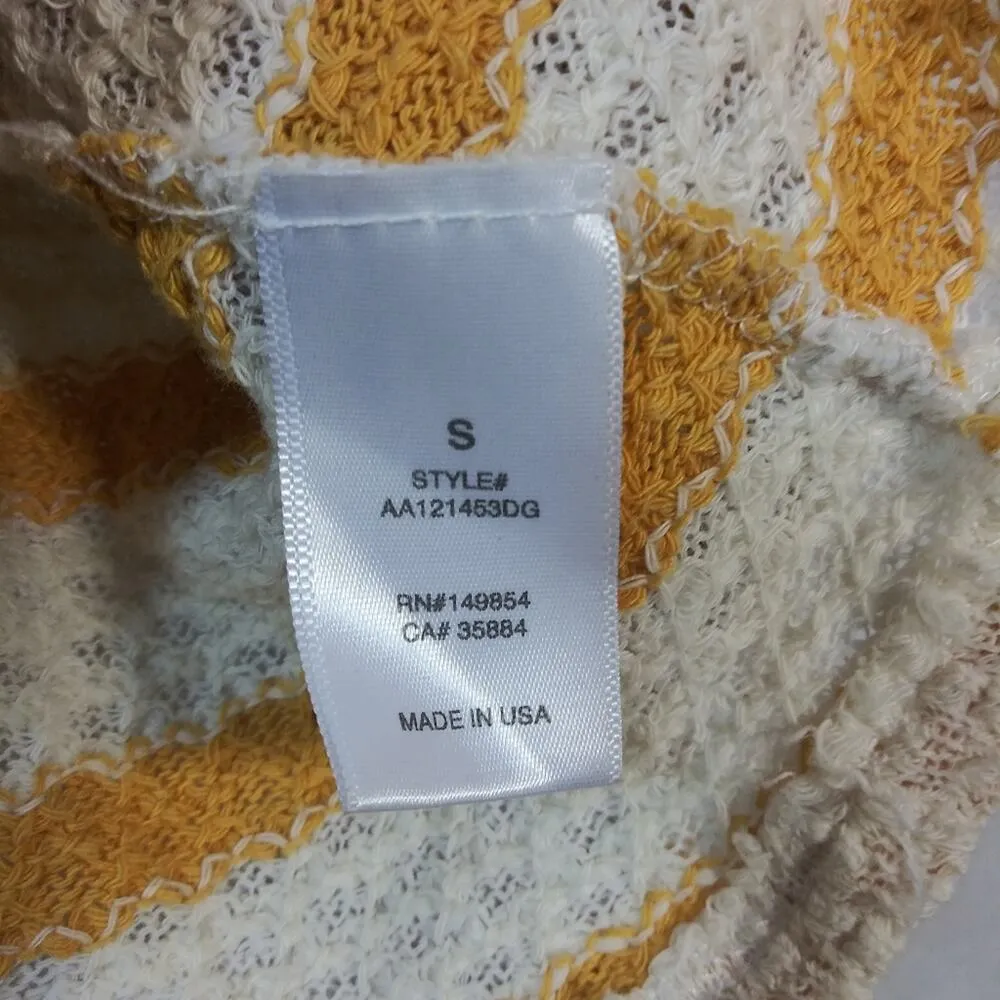 S
STYLE#
AA121453DG
RN#149854
CA# 35884
MADE IN USA